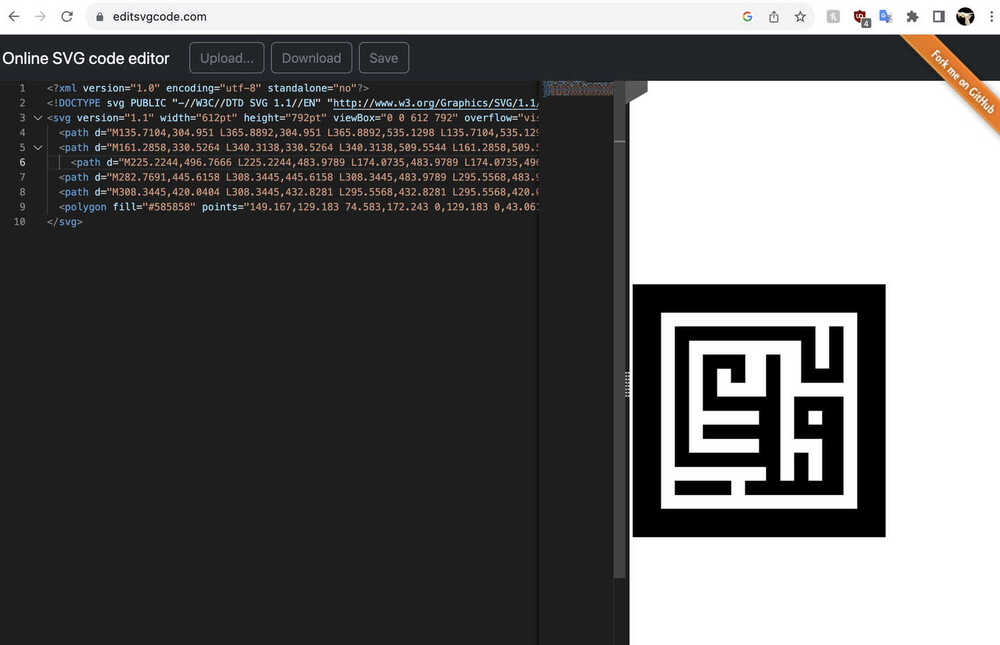 editsvgcode.com
4
Online SVG code editor
Upload...
Download
Save
Fork me on GitHub
1 <?xml version="1.0" encoding="utf-8" standalone="no"?>
2 <!DOCTYPE svg PUBLIC "-//W3C//DTD SVG 1.1//EN" "http://www.w3.org/Graphics/SVG/1.1/
3 <svg version="1.1" width="612pt" height="792pt" viewBox="0 0 612 792" overflow="vis
4 <path d="M135.7104,304.951 L365.8892,304.951 L365.8892,535.1298 L135.7104,535.129
5 <path d="M161.2858,330.5264 L340.3138,330.5264 L340.3138,509.5544 L161.2858,509.5
6 <path d="M225.2244,496.7666 L225.2244,483.9789 L174.0735,483.9789 L174.0735,496
7 <path d="M282.7691,445.6158 L308.3445,445.6158 L308.3445,483.9789 L295.5568,483.9
8 <path d="M308.3445,420.0404 L308.3445,432.8281 L295.5568,432.8281 L295.5568,420.0
9 <polygon fill="#585858" points="149.167,129.183 74.583,172.243 0,129.183 0,43.061
10 </svg>